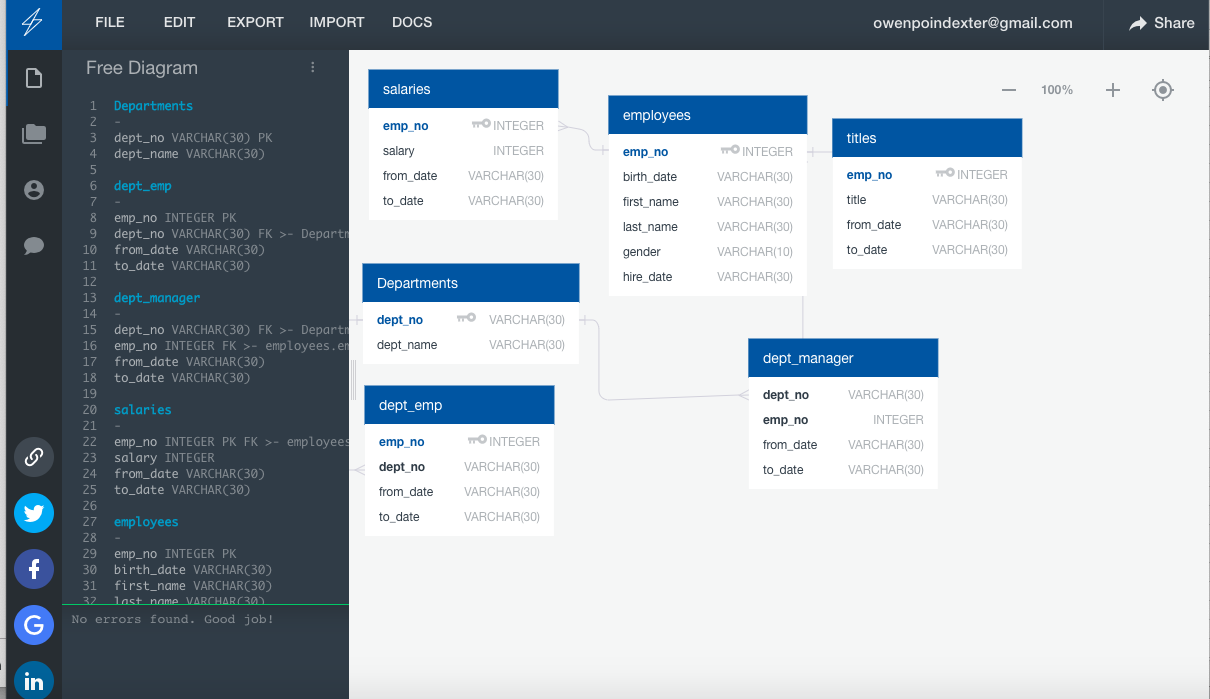 FILE EDIT EXPORT IMPORT DOCS owenpoindexter@gmail.com Share
Free Diagram
1 Departments
2 -
3 dept_no VARCHAR(30) PK
4 dept_name VARCHAR(30)
5
6 dept_emp
7 -
8 emp_no INTEGER PK
9 dept_no VARCHAR(30) FK >- Departm
10 from_date VARCHAR(30)
11 to_date VARCHAR(30)
12
13 dept_manager
14 -
15 dept_no VARCHAR(30) FK >- Departm
16 emp_no INTEGER FK >- employees.em
17 from_date VARCHAR(30)
18 to_date VARCHAR(30)
19
20 salaries
21 -
22 emp_no INTEGER PK FK >- employees
23 salary INTEGER
24 from_date VARCHAR(30)
25 to_date VARCHAR(30)
26
27 employees
28 -
29 emp_no INTEGER PK
30 birth_date VARCHAR(30)
31 first_name VARCHAR(30)
32 last_name VARCHAR(30)
No errors found. Good job!
100%
salaries
emp_no INTEGER
salary INTEGER
from_date VARCHAR(30)
to_date VARCHAR(30)
employees
emp_no INTEGER
birth_date VARCHAR(30)
first_name VARCHAR(30)
last_name VARCHAR(30)
gender VARCHAR(10)
hire_date VARCHAR(30)
titles
emp_no INTEGER
title VARCHAR(30)
from_date VARCHAR(30)
to_date VARCHAR(30)
Departments
dept_no VARCHAR(30)
dept_name VARCHAR(30)
dept_emp
emp_no INTEGER
dept_no VARCHAR(30)
from_date VARCHAR(30)
to_date VARCHAR(30)
dept_manager
dept_no VARCHAR(30)
emp_no INTEGER
from_date VARCHAR(30)
to_date VARCHAR(30)
f
G
in